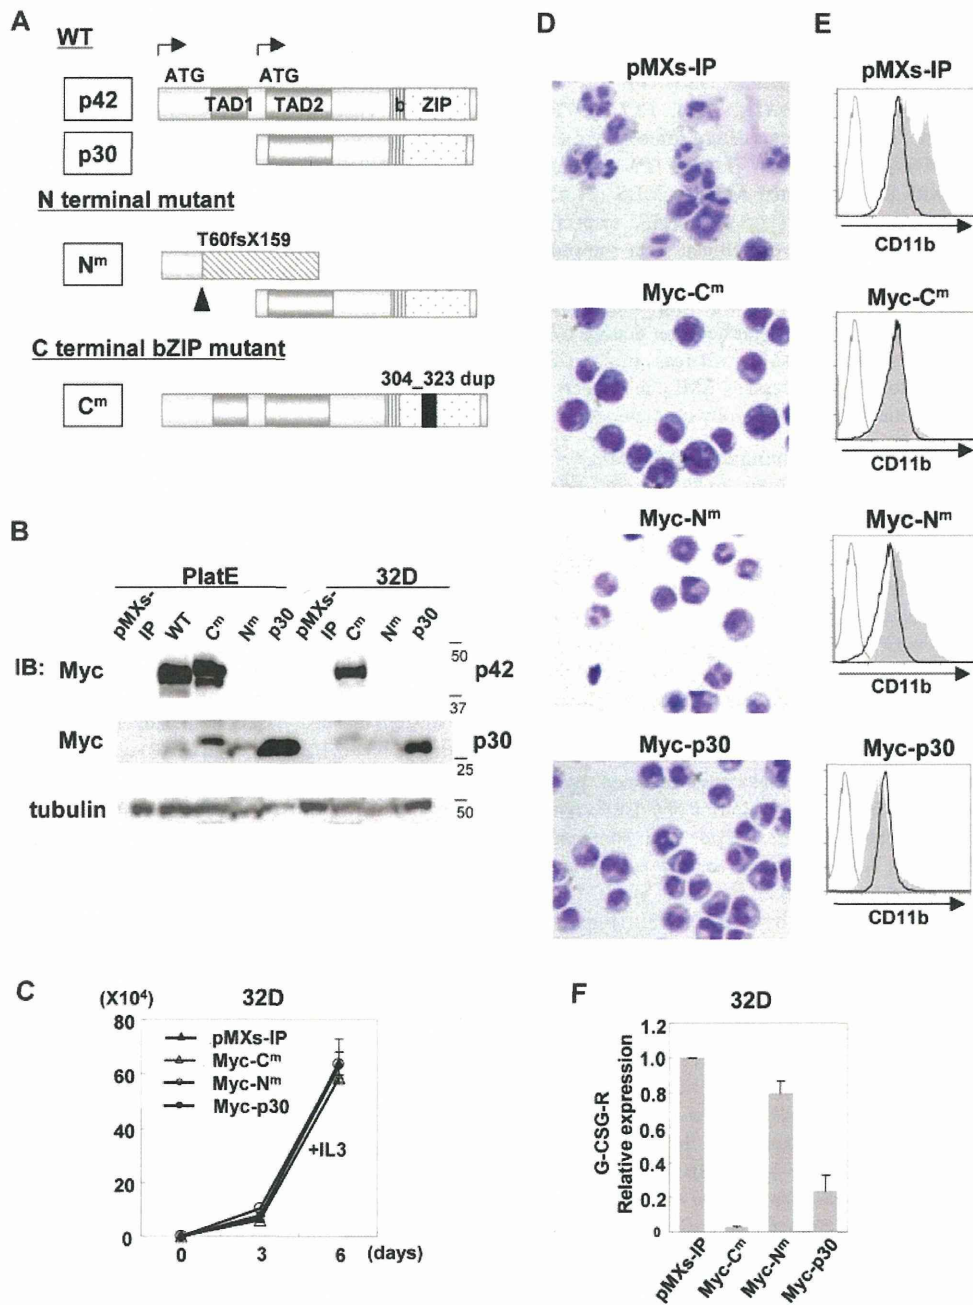 A
WT
ATG
ATG
p42
TAD1
TAD2
b
ZIP
p30
N terminal mutant
T60fsX159
Nᵐ
C terminal bZIP mutant
304_323 dup
Cᵐ
B
PlatE
32D
pMXs-IP
WT
Cᵐ
Nᵐ
p30
pMXs-IP
Cᵐ
Nᵐ
p30
IB:
Myc
50
p42
37
Myc
p30
25
tubulin
50
C
(X10⁴)
32D
80
60
40
20
0
pMXs-IP
Myc-Cᵐ
Myc-Nᵐ
Myc-p30
+IL3
0
3
6
(days)
D
pMXs-IP
Myc-Cᵐ
Myc-Nᵐ
Myc-p30
E
pMXs-IP
CD11b
Myc-Cᵐ
CD11b
Myc-Nᵐ
CD11b
Myc-p30
CD11b
F
32D
G-CSG-R
Relative expression
1.2
1.0
0.8
0.6
0.4
0.2
0
pMXs-IP
Myc-Cᵐ
Myc-Nᵐ
Myc-p30